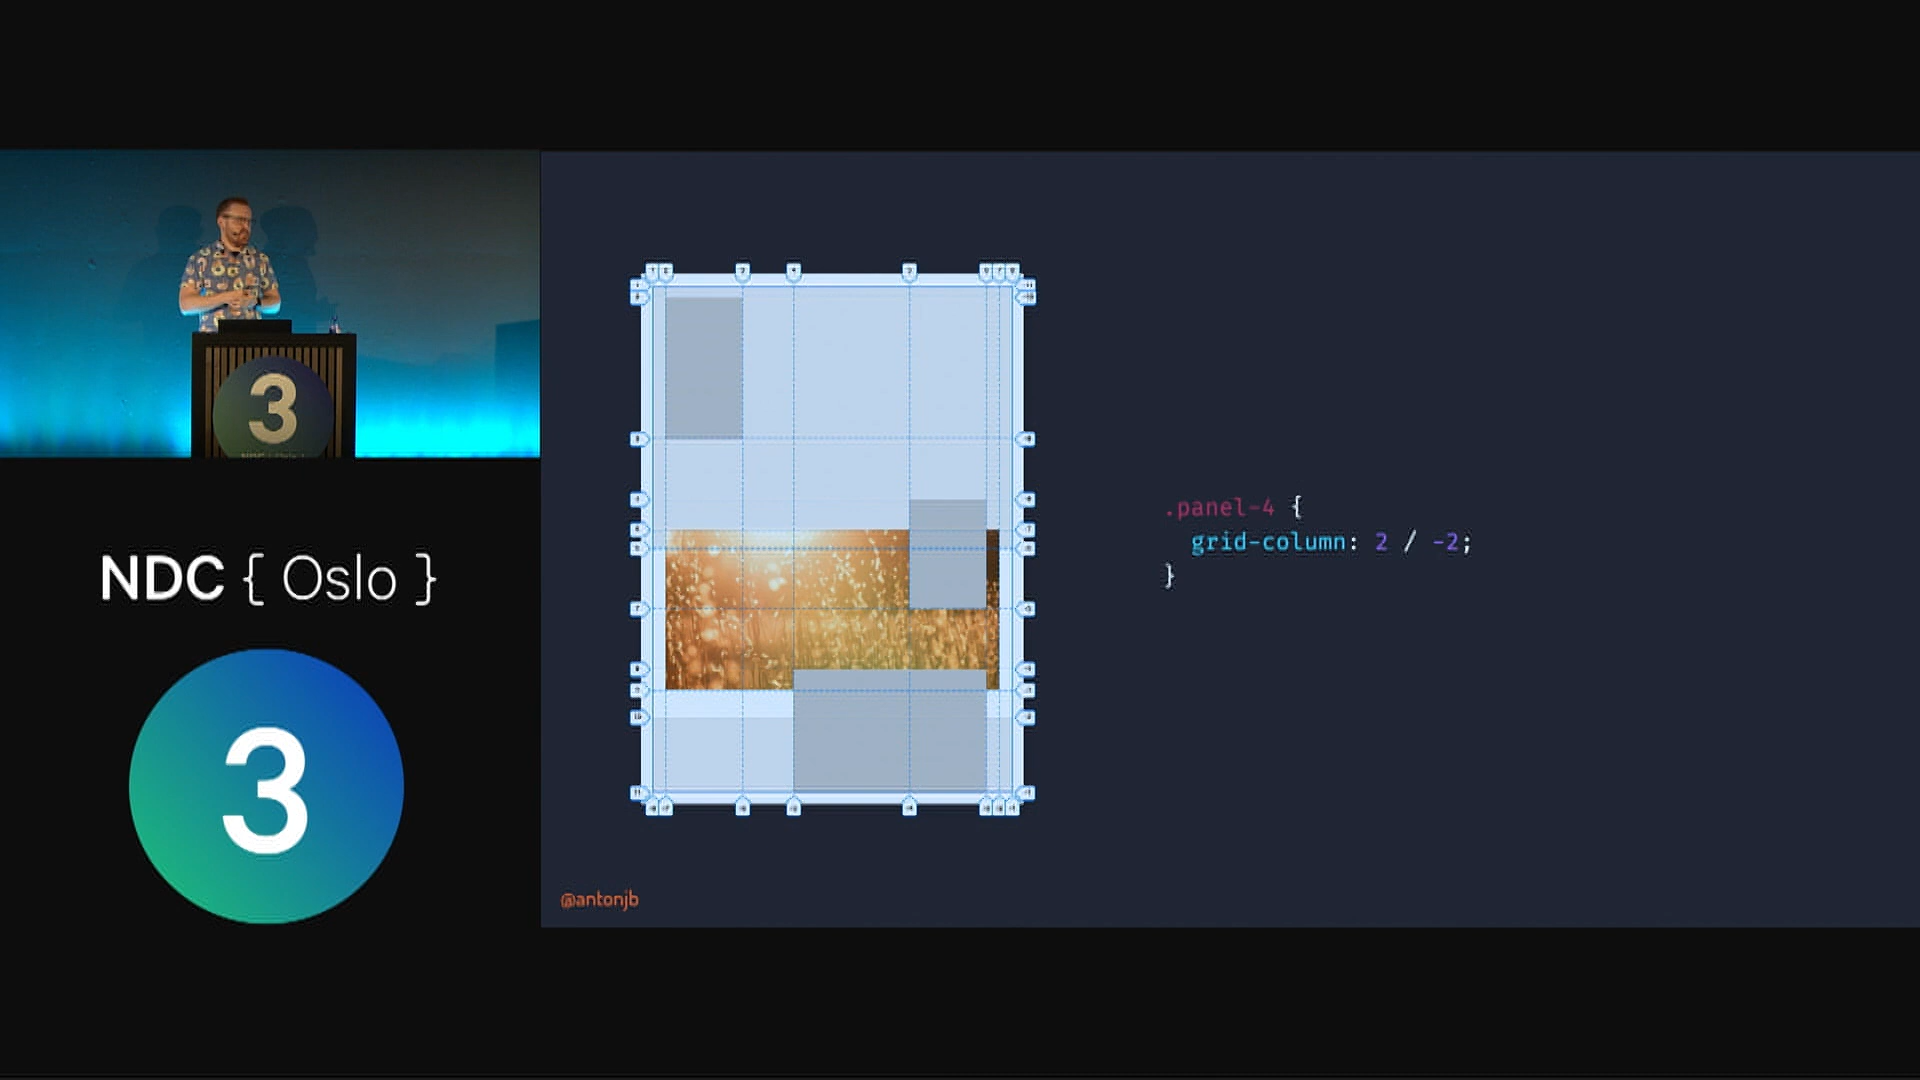 3
NDC { Oslo }
3
.panel-4 {
grid-column: 2 / -2;
}
@antonjb